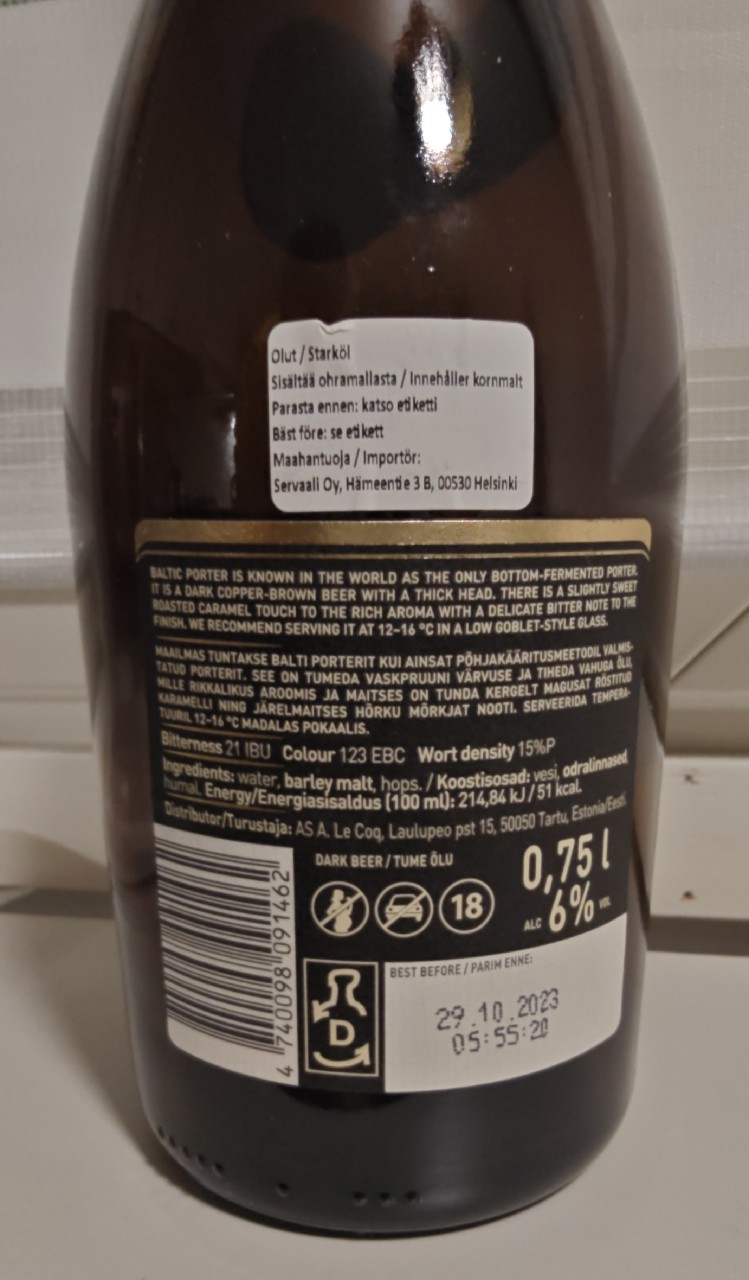 Olut / Starköl
Sisältää ohramallasta / Innehåller kornmalt
Parasta ennen: katso etiketti
Bäst före: se etikett
Maahantuoja / Importör:
Servaali Oy, Hämeentie 3 B, 00530 Helsinki
BALTIC PORTER IS KNOWN IN THE WORLD AS THE ONLY BOTTOM-FERMENTED PORTER.
IT IS A DARK COPPER-BROWN BEER WITH A THICK HEAD. THERE IS A SLIGHTLY SWEET
ROASTED CARAMEL TOUCH TO THE RICH AROMA WITH A DELICATE BITTER NOTE TO THE
FINISH. WE RECOMMEND SERVING IT AT 12–16 °C IN A LOW GOBLET-STYLE GLASS.
MAAILMAS TUNTAKSE BALTI PORTERIT KUI AINSAT PÕHJAKÄÄRITUSMEETODIL VALMIS-
TATUD PORTERIT. SEE ON TUMEDA VASKPRUUNI VÄRVUSE JA TIHEDA VAHUGA ÕLU,
MILLE RIKKALIKUS AROOMIS JA MAITSES ON TUNDA KERGELT MAGUSAT RÖSTITUD
KARAMELLI NING JÄRELMAITSES HÕRKU MÕRKJAT NOOTI. SERVEERIDA TEMPERA-
TUURIL 12–16 °C MADALAS POKAALIS.
Bitterness 21 IBU Colour 123 EBC Wort density 15%P
Ingredients: water, barley malt, hops. / Koostisosad: vesi, odralinnased,
humal. Energy/Energiasisaldus (100 ml): 214,84 kJ / 51 kcal.
Distributor/Turustaja: AS A. Le Coq, Laulupeo pst 15, 50050 Tartu, Estonia/Eesti.
DARK BEER / TUME ÕLU
0,75 l
18
ALC 6% VOL
4 740098 091462
D
BEST BEFORE / PARIM ENNE:
29.10.2023
05:55:20